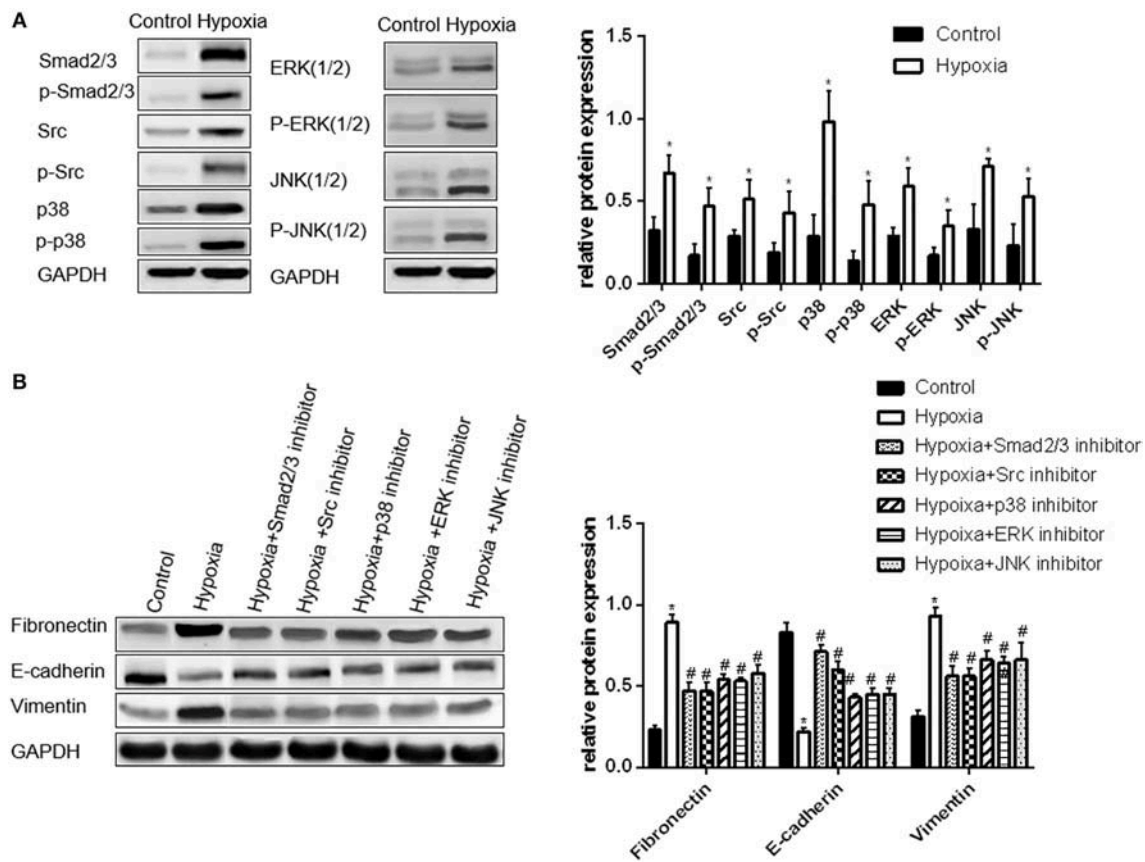 A
Control Hypoxia
Smad2/3
p-Smad2/3
Src
p-Src
p38
p-p38
GAPDH
Control Hypoxia
ERK(1/2)
P-ERK(1/2)
JNK(1/2)
P-JNK(1/2)
GAPDH
Control
Hypoxia
relative protein expression
1.5
1.0
0.5
0.0
* * * * * * * * * *
Smad2/3
p-Smad2/3
Src
p-Src
p38
p-p38
ERK
p-ERK
JNK
p-JNK
B
Control
Hypoxia
Hypoxia+Smad2/3 inhibitor
Hypoxia +Src inhibitor
Hypoxia+p38 inhibitor
Hypoxia +ERK inhibitor
Hypoxia +JNK inhibitor
Fibronectin
E-cadherin
Vimentin
GAPDH
Control
Hypoxia
Hypoxia+Smad2/3 inhibitor
Hypoxia+Src inhibitor
Hypoixa+p38 inhibitor
Hypoixa+ERK inhibitor
Hypoixa+JNK inhibitor
relative protein expression
1.5
1.0
0.5
0.0
* # # # # #
* # # # # #
* # # # # # #
Fibronectin
E-cadherin
Vimentin